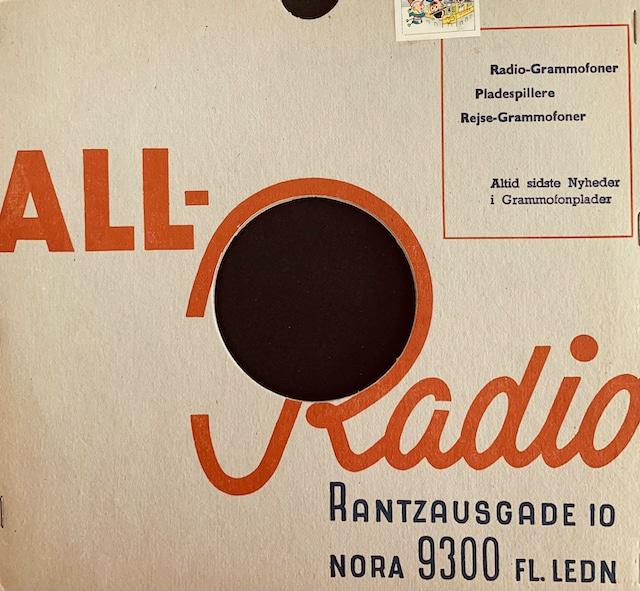 Radio-Grammofoner
Pladespillere
Rejse-Grammofoner
Altid sidste Nyheder
i Grammofonplader
ALL-
Radio
RANTZAUSGADE 10
NORA 9300 FL. LEDN